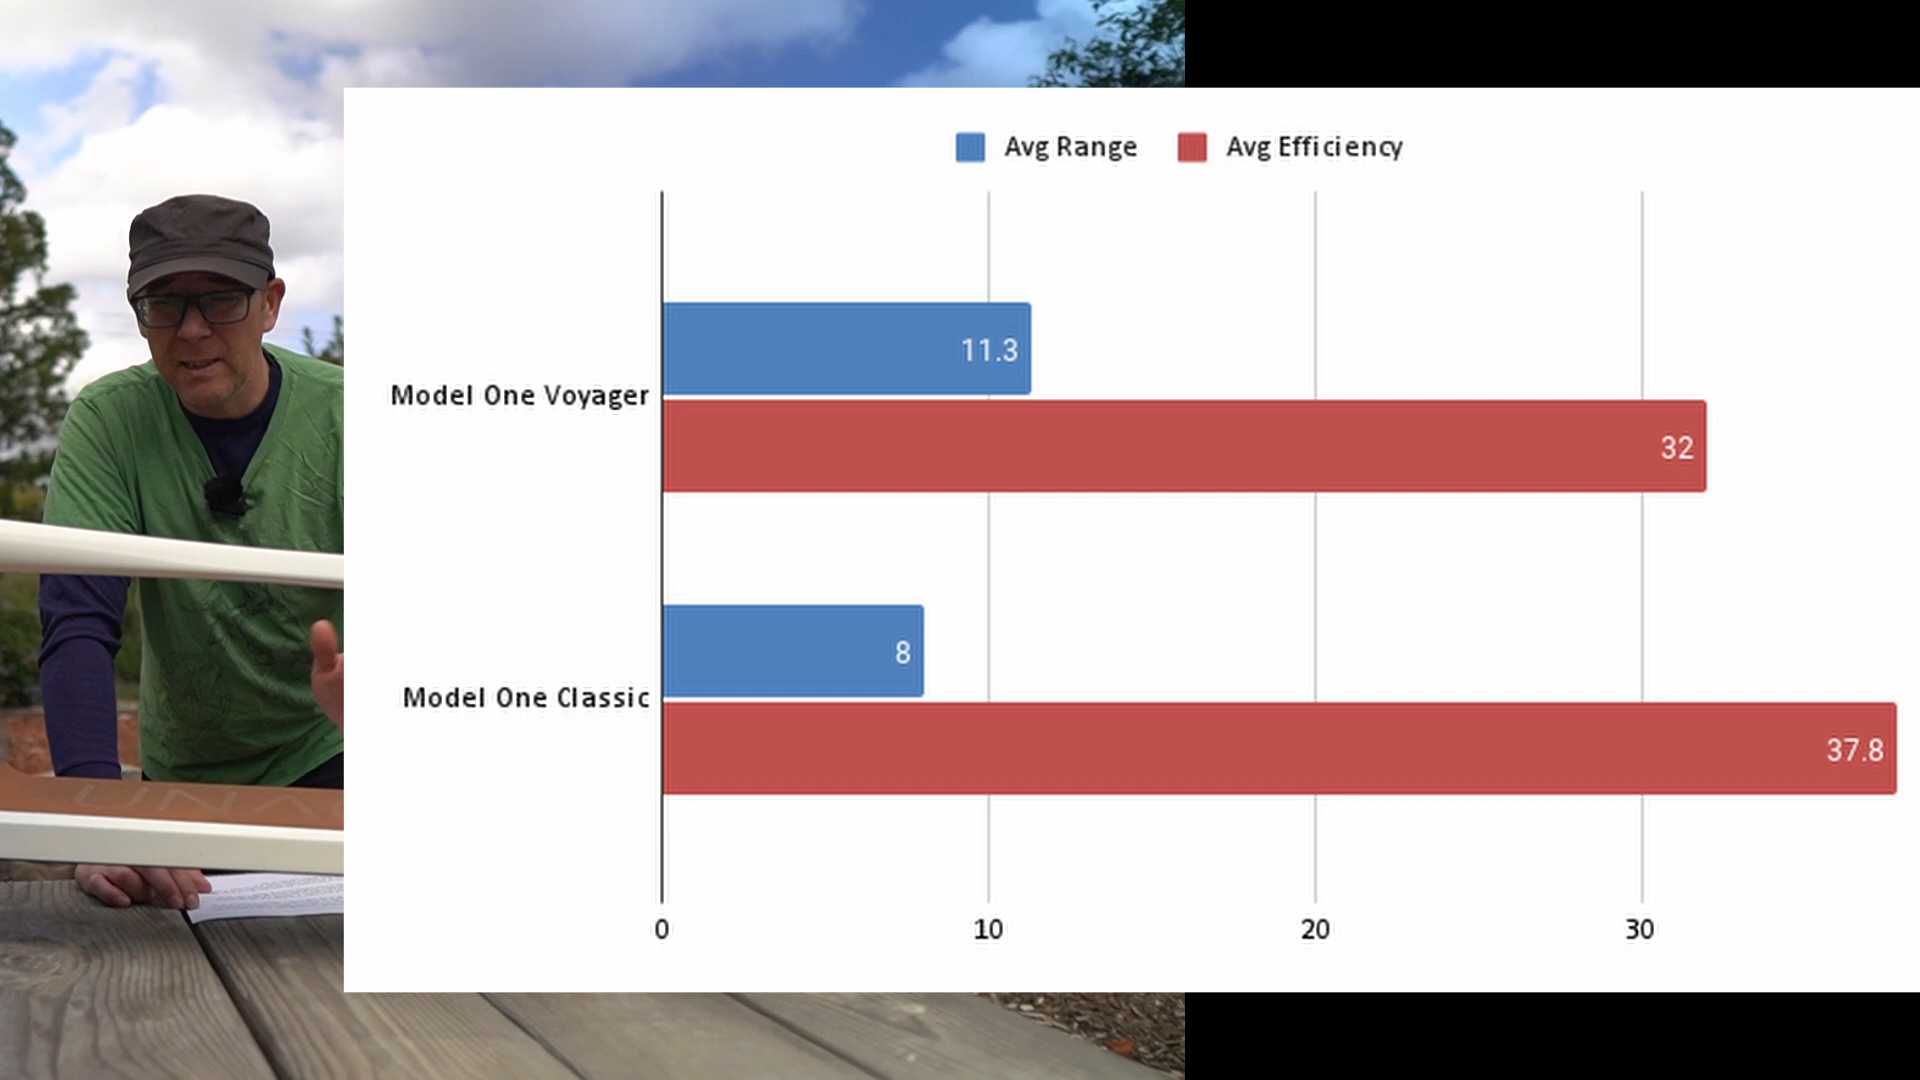 Avg Range Avg Efficiency
Model One Voyager
11.3
32
Model One Classic
8
37.8
0 10 20 30
UNA